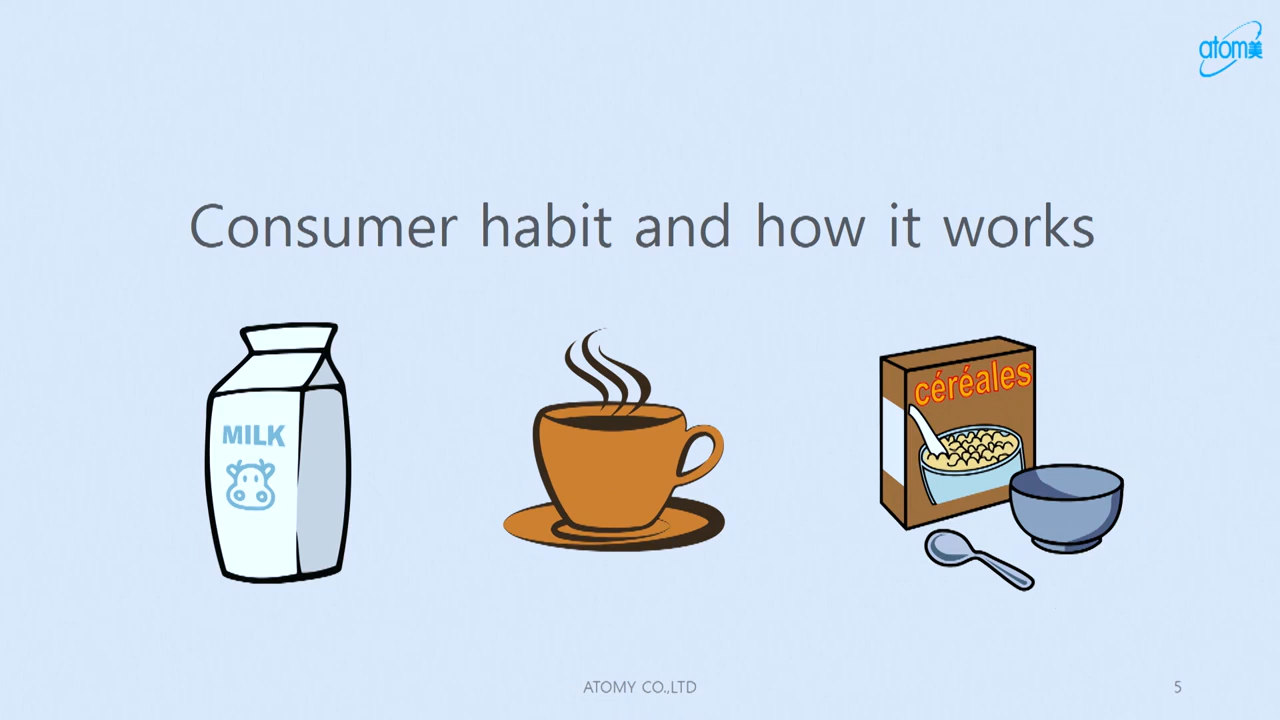 atom美
Consumer habit and how it works
MILK
céréales
ATOMY CO.,LTD
5